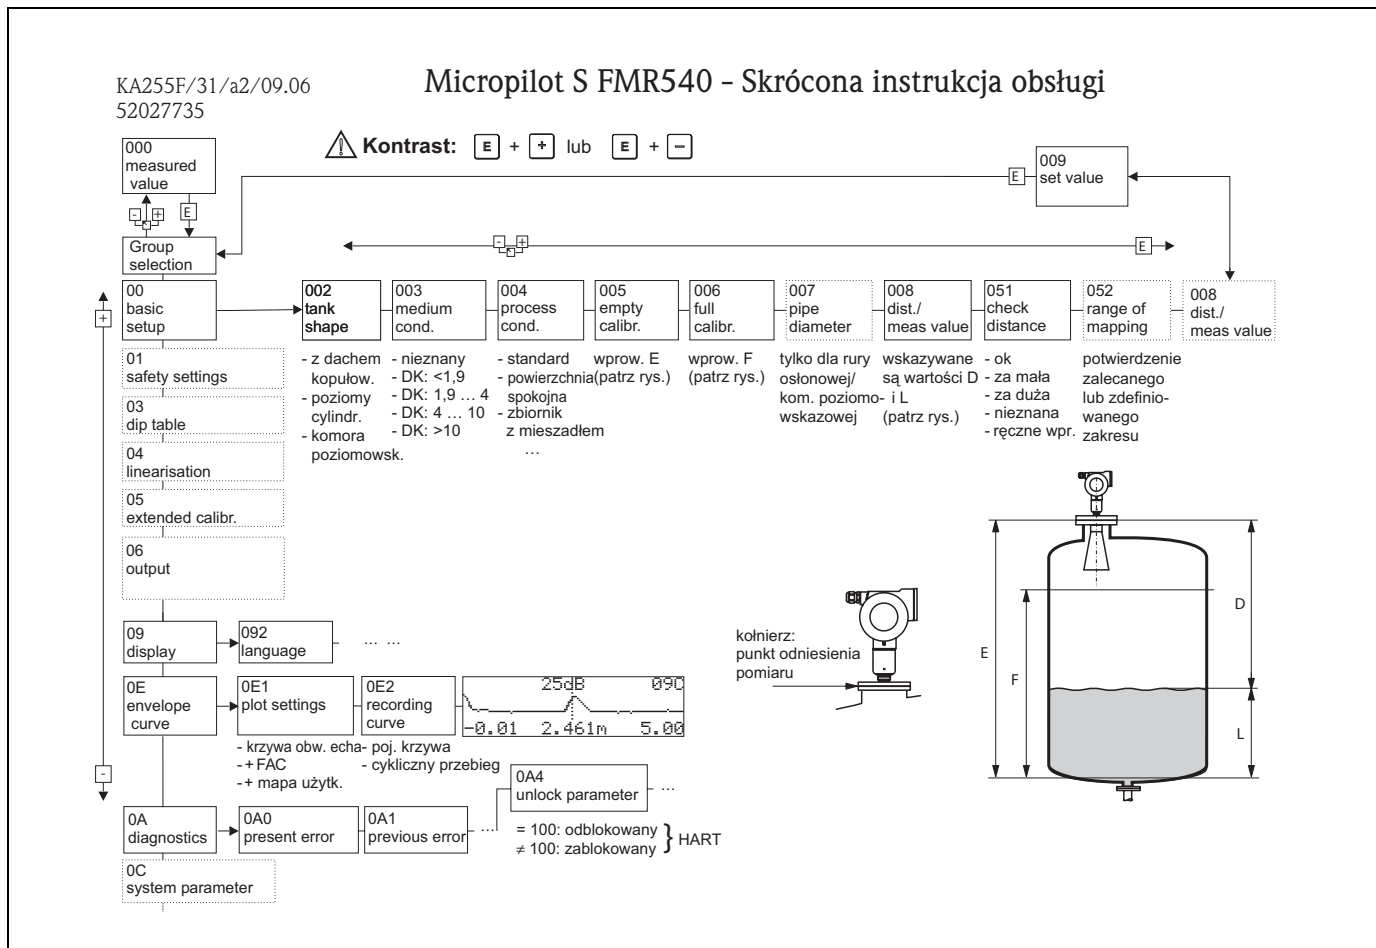 KA255F/31/a2/09.06
52027735
Micropilot S FMR540 - Skrócona instrukcja obsługi
Kontrast: E + + lub E + −
000
measured
value
- +
E
Group
selection
009
set value
E
- +
E
+
00
basic
setup
002
tank
shape
- z dachem
kopułow.
- poziomy
cylindr.
- komora
poziomowsk.
003
medium
cond.
- nieznany
- DK: <1,9
- DK: 1,9 … 4
- DK: 4 … 10
- DK: >10
004
process
cond.
- standard
- powierzchnia
spokojna
- zbiornik
z mieszadłem
…
005
empty
calibr.
wprow. E
(patrz rys.)
006
full
calibr.
wprow. F
(patrz rys.)
007
pipe
diameter
tylko dla rury
osłonowej/
kom. poziomo-
wskazowej
008
dist./
meas value
wskazywane
są wartości D
i L
(patrz rys.)
051
check
distance
- ok
- za mała
- za duża
- nieznana
- ręczne wpr.
052
range of
mapping
potwierdzenie
zalecanego
lub zdefinio-
wanego
zakresu
008
dist./
meas value
01
safety settings
03
dip table
04
linearisation
05
extended calibr.
06
output
09
display
092
language
… …
0E
envelope
curve
0E1
plot settings
- krzywa obw. echa
- + FAC
- + mapa użytk.
0E2
recording
curve
- poj. krzywa
- cykliczny przebieg
25dB 09C
-0.01 2.461m 5.00
-
0A
diagnostics
0A0
present error
0A1
previous error
…
0A4
unlock parameter
…
= 100: odblokowany
≠ 100: zablokowany
} HART
0C
system parameter
kołnierz:
punkt odniesienia
pomiaru
E
F
D
L